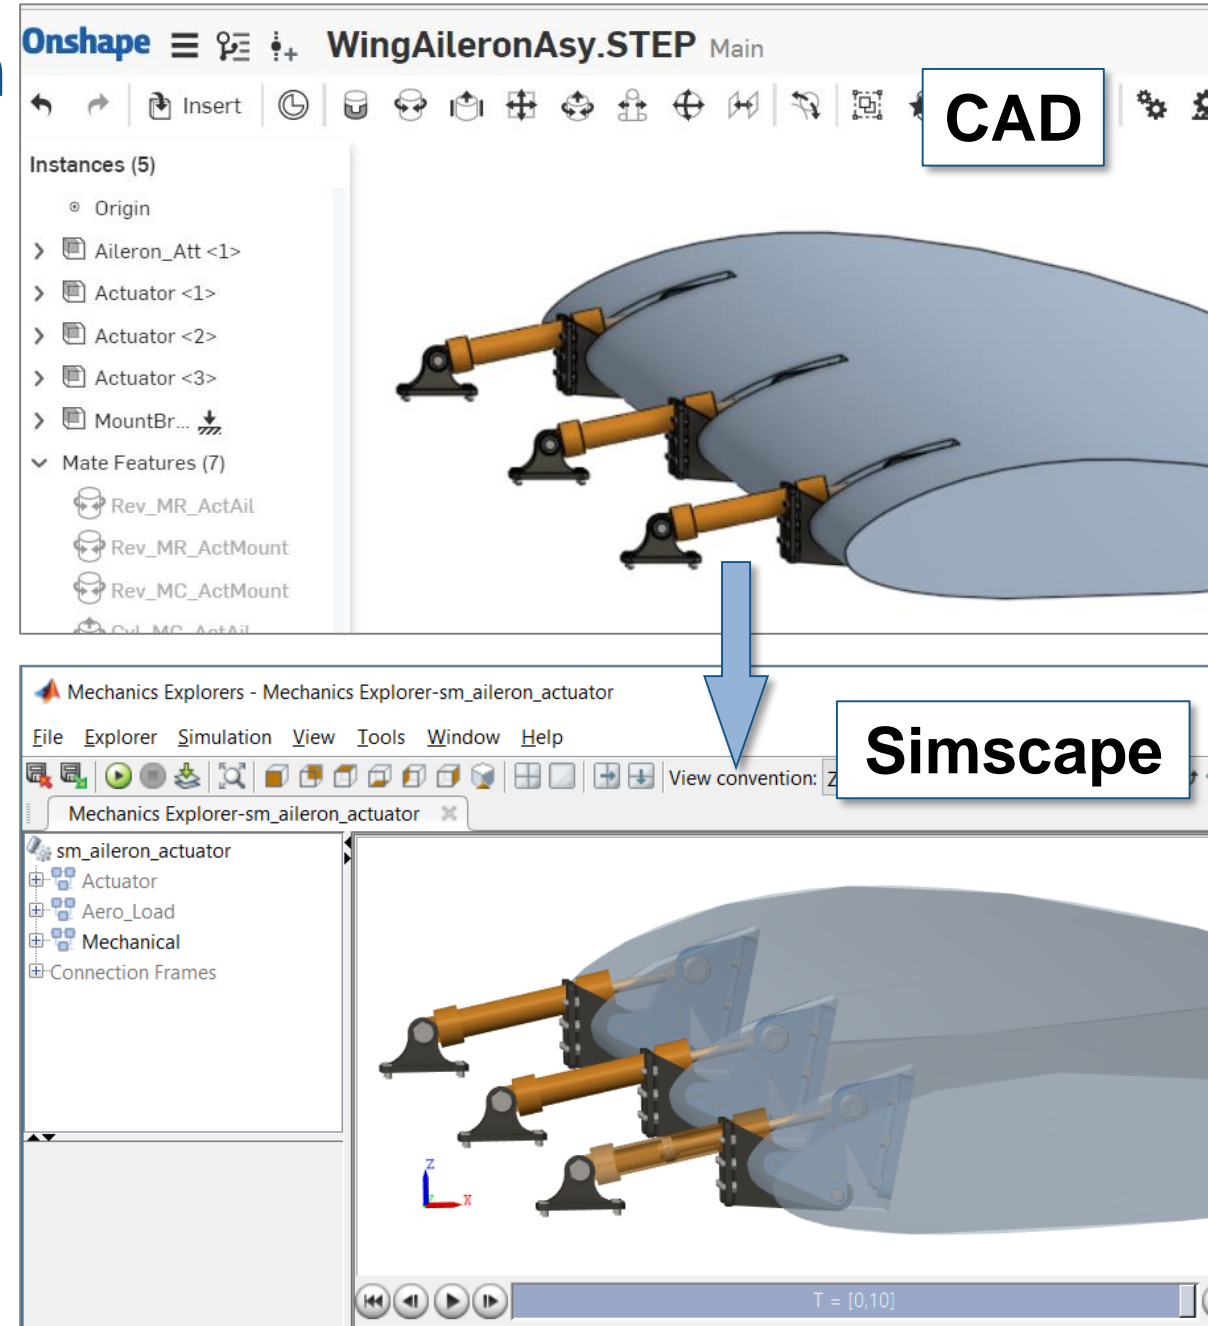 Onshape WingAileronAsy.STEP Main
Insert
CAD
Instances (5)
Origin
Aileron_Att <1>
Actuator <1>
Actuator <2>
Actuator <3>
MountBr...
Mate Features (7)
Rev_MR_ActAil
Rev_MR_ActMount
Rev_MC_ActMount
Cyl_MC_ActAil
Mechanics Explorers - Mechanics Explorer-sm_aileron_actuator
File Explorer Simulation View Tools Window Help
Simscape
View convention: Z
Mechanics Explorer-sm_aileron_actuator
sm_aileron_actuator
Actuator
Aero_Load
Mechanical
Connection Frames
Z
X
T = [0,10]